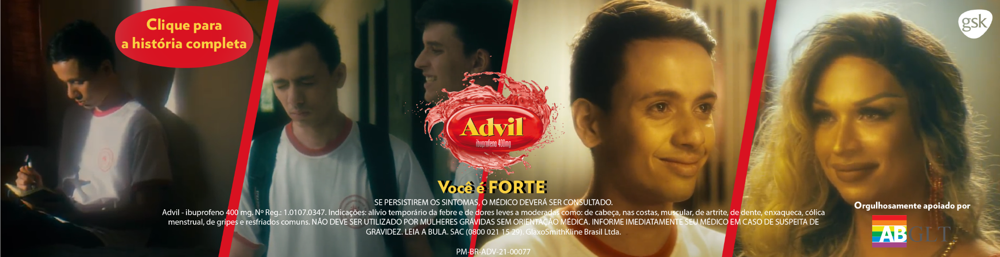 Clique para
a história completa
gsk
Advil®
ibuprofeno 400mg
Você é FORTE
SE PERSISTIREM OS SINTOMAS, O MÉDICO DEVERÁ SER CONSULTADO.
Advil - ibuprofeno 400 mg. Nº Reg.: 1.0107.0347. Indicações: alívio temporário da febre e de dores leves a moderadas como: de cabeça, nas costas, muscular, de artrite, de dente, enxaqueca, cólica
menstrual, de gripes e resfriados comuns. NÃO DEVE SER UTILIZADO POR MULHERES GRÁVIDAS SEM ORIENTAÇÃO MÉDICA. INFORME IMEDIATAMENTE SEU MÉDICO EM CASO DE SUSPEITA DE
GRAVIDEZ. LEIA A BULA. SAC (0800 021 15 29). GlaxoSmithKline Brasil Ltda.
PM-BR-ADV-21-00077
Orgulhosamente apoiado por
ABGLT